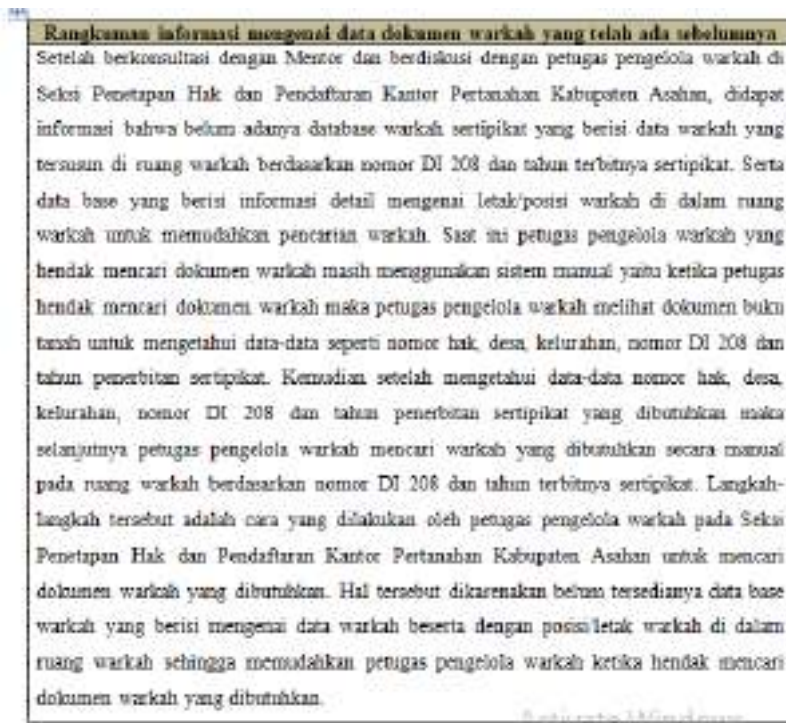 Rangkuman informasi mengenai data dokumen warkah yang telah ada sebelumnya
Setelah berkonsultasi dengan Mentor dan berdiskusi dengan petugas pengelola warkah di
Seksi Penetapan Hak dan Pendaftaran Kantor Pertanahan Kabupaten Asahan, didapat
informasi bahwa belum adanya database warkah sertipikat yang berisi data warkah yang
tersusun di ruang warkah berdasarkan nomor DI 208 dan tahun terbitnya sertipikat. Serta
data base yang berisi informasi detail mengenai letak/posisi warkah di dalam ruang
warkah untuk memudahkan pencarian warkah. Saat ini petugas pengelola warkah yang
hendak mencari dokumen warkah masih menggunakan sistem manual yaitu ketika petugas
hendak mencari dokumen warkah maka petugas pengelola warkah melihat dokumen buku
tanah untuk mengetahui data-data seperti nomor hak, desa, kelurahan, nomor DI 208 dan
tahun penerbitan sertipikat. Kemudian setelah mengetahui data-data nomor hak, desa,
kelurahan, nomor DI 208 dan tahun penerbitan sertipikat yang dibutuhkan maka
selanjutnya petugas pengelola warkah mencari warkah yang dibutuhkan secara manual
pada ruang warkah berdasarkan nomor DI 208 dan tahun terbitnya sertipikat. Langkah-
langkah tersebut adalah cara yang dilakukan oleh petugas pengelola warkah pada Seksi
Penetapan Hak dan Pendaftaran Kantor Pertanahan Kabupaten Asahan untuk mencari
dokumen warkah yang dibutuhkan. Hal tersebut dikarenakan belum tersedianya data base
warkah yang berisi mengenai data warkah beserta dengan posisi/letak warkah di dalam
ruang warkah sehingga memudahkan petugas pengelola warkah ketika hendak mencari
dokumen warkah yang dibutuhkan.
Activate Windows